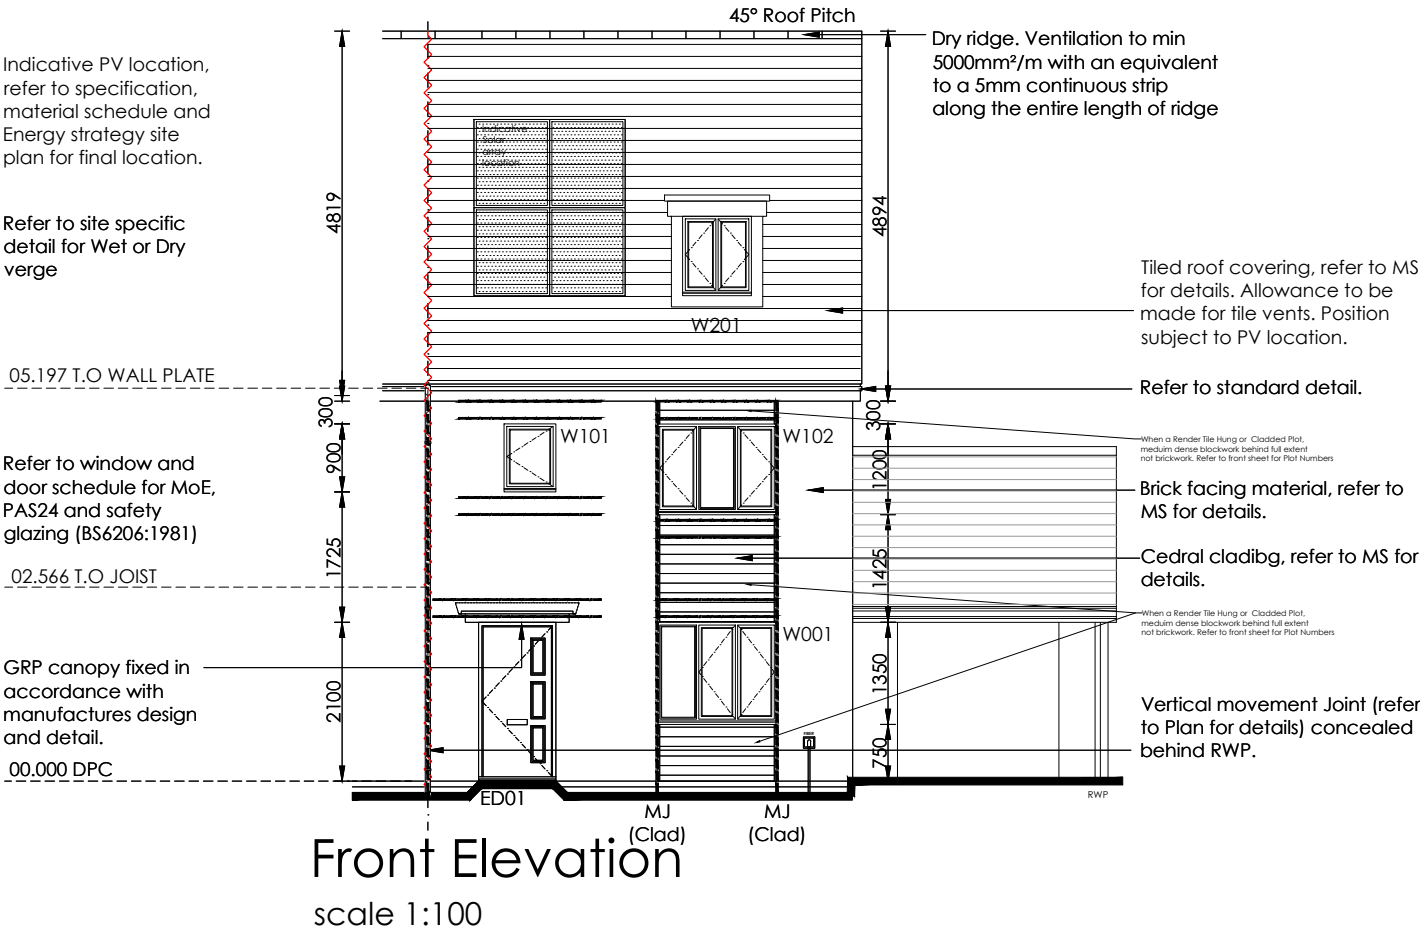 45° Roof Pitch
Dry ridge. Ventilation to min
5000mm²/m with an equivalent
to a 5mm continuous strip
along the entire length of ridge
Indicative PV location,
refer to specification,
material schedule and
Energy strategy site
plan for final location.
Indicative
Solar
array
location
Refer to site specific
detail for Wet or Dry
verge
4819
4894
Tiled roof covering, refer to MS
for details. Allowance to be
made for tile vents. Position
subject to PV location.
W201
05.197 T.O WALL PLATE
Refer to standard detail.
300
300
W101
W102
When a Render Tile Hung or Cladded Plot,
meduim dense blockwork behind full extent
not brickwork. Refer to front sheet for Plot Numbers
900
1200
Refer to window and
door schedule for MoE,
PAS24 and safety
glazing (BS6206:1981)
Brick facing material, refer to
MS for details.
1725
1425
Cedral cladibg, refer to MS for
details.
02.566 T.O JOIST
When a Render Tile Hung or Cladded Plot,
meduim dense blockwork behind full extent
not brickwork. Refer to front sheet for Plot Numbers
W001
GRP canopy fixed in
accordance with
manufactures design
and detail.
2100
1350
Vertical movement Joint (refer
to Plan for details) concealed
behind RWP.
750
00.000 DPC
ED01
RWP
MJ
(Clad)
MJ
(Clad)
Front Elevation
scale 1:100